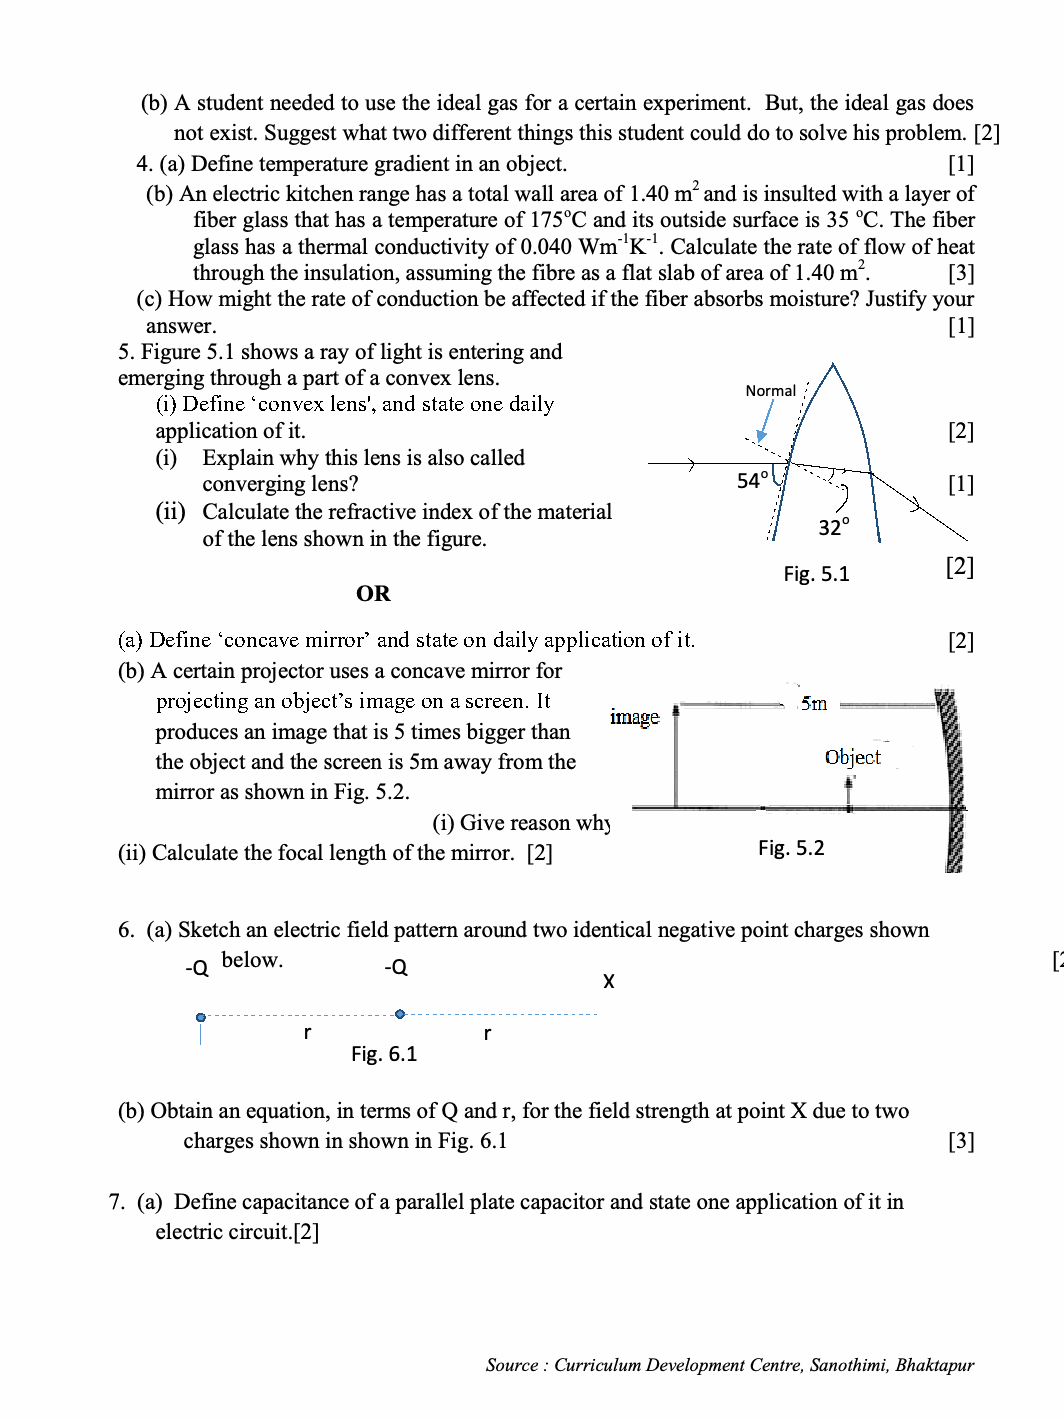 (b) A student needed to use the ideal gas for a certain experiment. But, the ideal gas does
not exist. Suggest what two different things this student could do to solve his problem. [2]
4. (a) Define temperature gradient in an object. [1]
(b) An electric kitchen range has a total wall area of 1.40 m² and is insulted with a layer of
fiber glass that has a temperature of 175°C and its outside surface is 35 °C. The fiber
glass has a thermal conductivity of 0.040 Wm⁻¹K⁻¹. Calculate the rate of flow of heat
through the insulation, assuming the fibre as a flat slab of area of 1.40 m². [3]
(c) How might the rate of conduction be affected if the fiber absorbs moisture? Justify your
answer. [1]
5. Figure 5.1 shows a ray of light is entering and
emerging through a part of a convex lens.
(i) Define ‘convex lens', and state one daily
application of it. [2]
(i) Explain why this lens is also called
converging lens? [1]
(ii) Calculate the refractive index of the material
of the lens shown in the figure. [2]
Normal
54°
32°
Fig. 5.1
OR
(a) Define ‘concave mirror’ and state on daily application of it. [2]
(b) A certain projector uses a concave mirror for
projecting an object’s image on a screen. It
produces an image that is 5 times bigger than
the object and the screen is 5m away from the
mirror as shown in Fig. 5.2.
(i) Give reason why
(ii) Calculate the focal length of the mirror. [2]
image
5m
Object
Fig. 5.2
6. (a) Sketch an electric field pattern around two identical negative point charges shown
below. [2
-Q -Q X
r r
Fig. 6.1
(b) Obtain an equation, in terms of Q and r, for the field strength at point X due to two
charges shown in shown in Fig. 6.1 [3]
7. (a) Define capacitance of a parallel plate capacitor and state one application of it in
electric circuit.[2]
Source : Curriculum Development Centre, Sanothimi, Bhaktapur